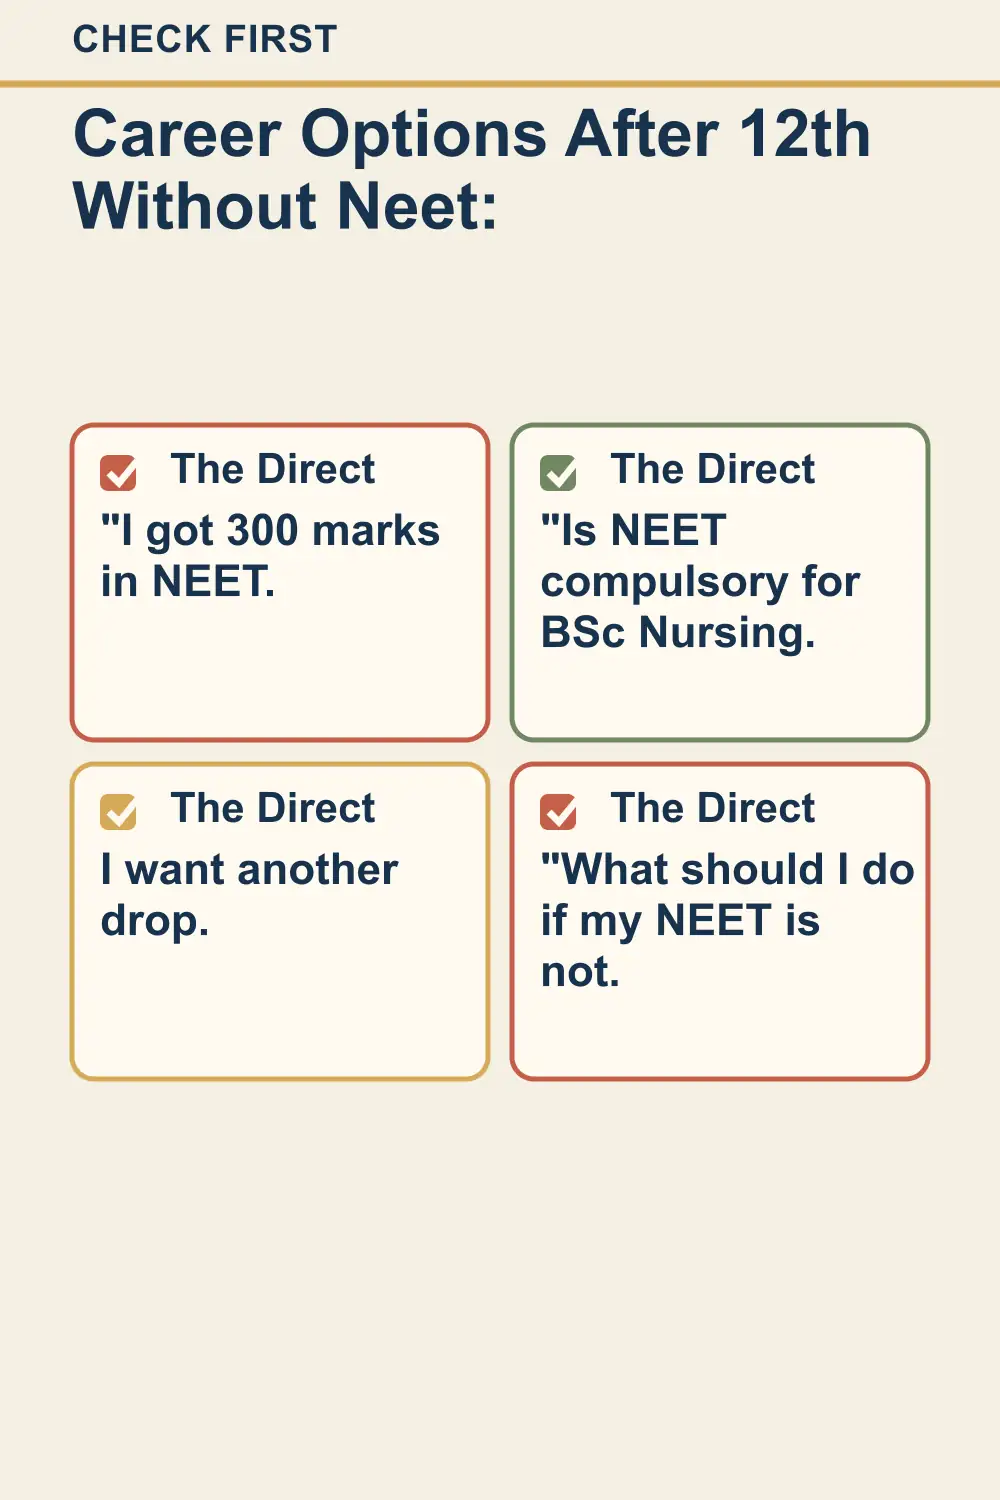 CHECK FIRST
Career Options After 12th
Without Neet:
The Direct
"I got 300 marks
in NEET.
The Direct
"Is NEET
compulsory for
BSc Nursing.
The Direct
I want another
drop.
The Direct
"What should I do
if my NEET is
not.